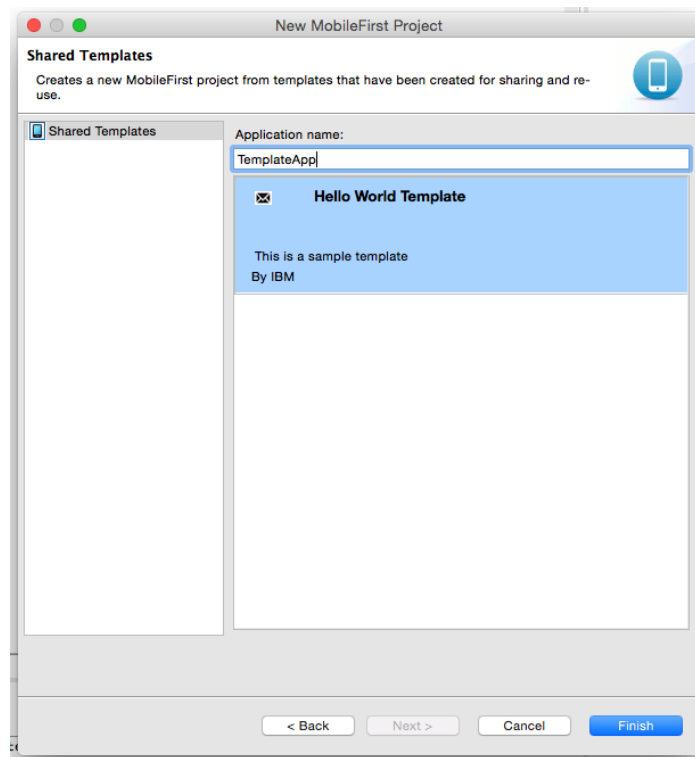 New MobileFirst Project
Shared Templates
Creates a new MobileFirst project from templates that have been created for sharing and re-
use.
Shared Templates
Application name:
TemplateApp
Hello World Template
This is a sample template
By IBM
< Back
Next >
Cancel
Finish